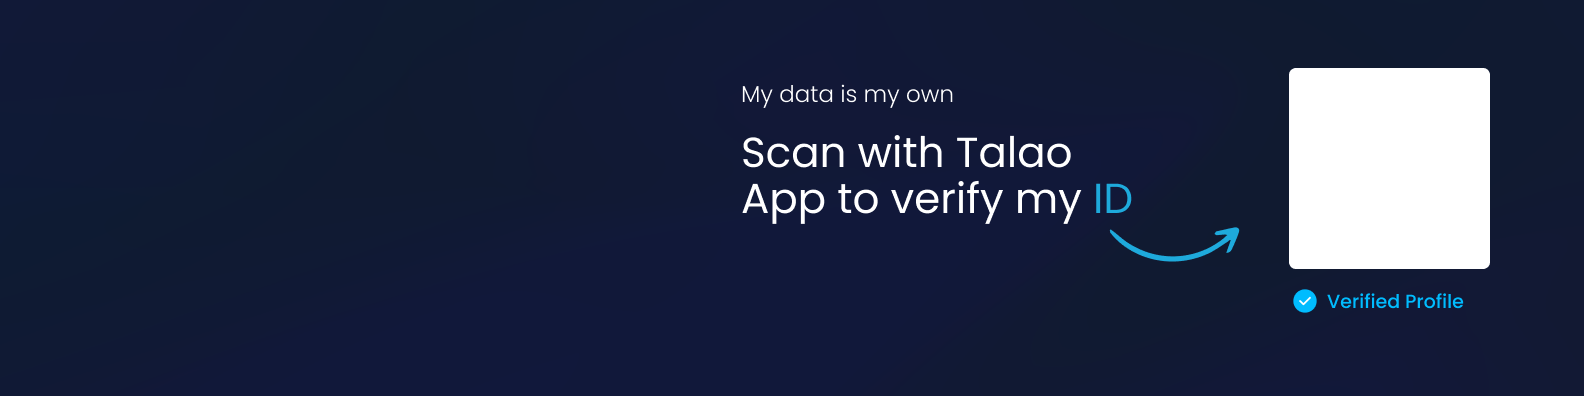 My data is my own
Scan with Talao
App to verify my ID
Verified Profile